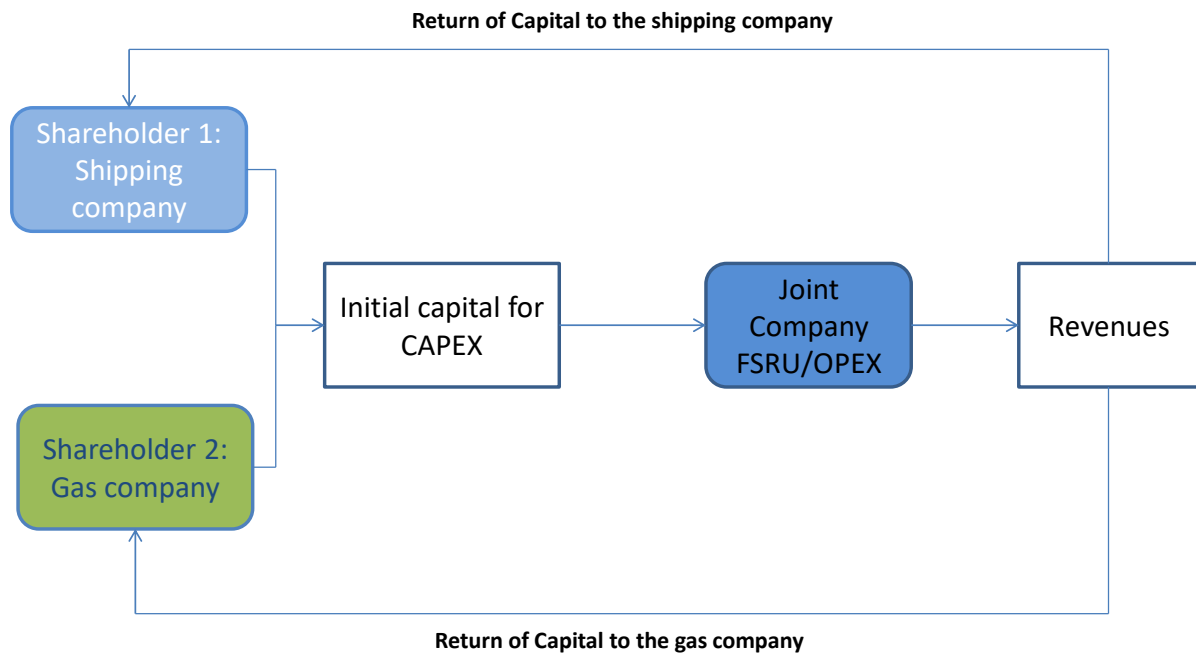 Return of Capital to the shipping company
Shareholder 1:
Shipping
company
Initial capital for
CAPEX
Joint
Company
FSRU/OPEX
Revenues
Shareholder 2:
Gas company
Return of Capital to the gas company